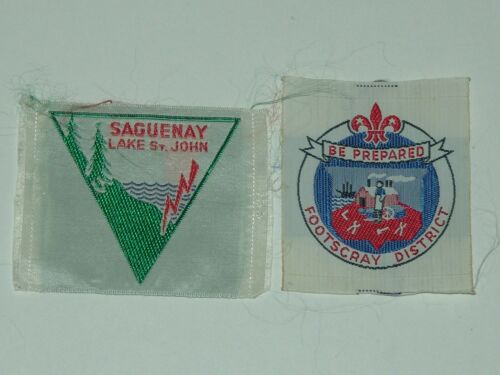 SAGUENAY
LAKE ST. JOHN
BE PREPARED
FOOTSCRAY DISTRICT